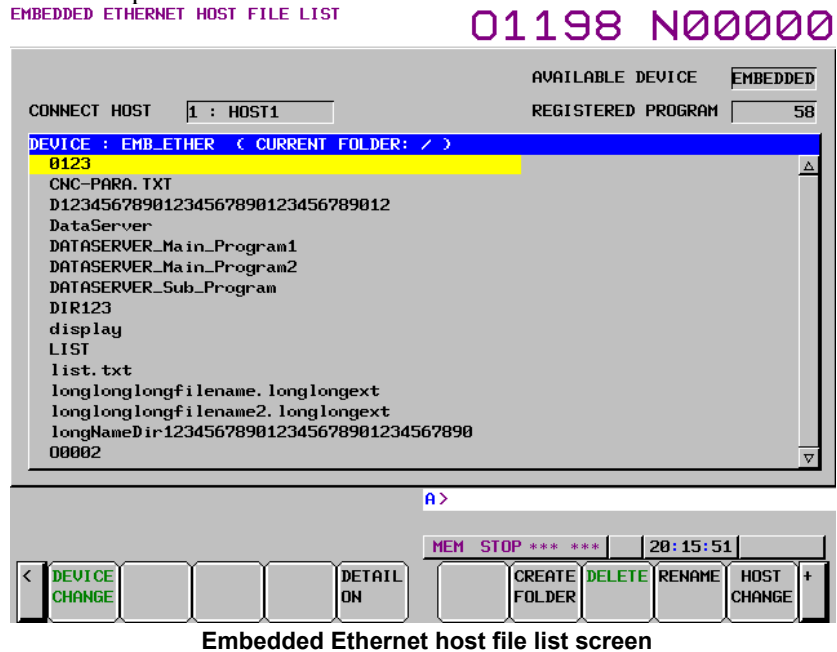 EMBEDDED ETHERNET HOST FILE LIST
O1198 N00000
AVAILABLE DEVICE EMBEDDED
CONNECT HOST 1 : HOST1
REGISTERED PROGRAM 58
DEVICE : EMB_ETHER ( CURRENT FOLDER: / )
0123
CNC-PARA.TXT
D1234567890123456789012345678​9012
DataServer
DATASERVER_Main_Program1
DATASERVER_Main_Program2
DATASERVER_Sub_Program
DIR123
display
LIST
list.txt
longlonglongfilename.longlongext
longlonglongfilename2.longlongext
longNameDir123456789012345678901234567890
O0002
A>
MEM STOP *** *** 20:15:51
< DEVICE CHANGE
DETAIL ON
CREATE FOLDER
DELETE
RENAME
HOST CHANGE
+
Embedded Ethernet host file list screen